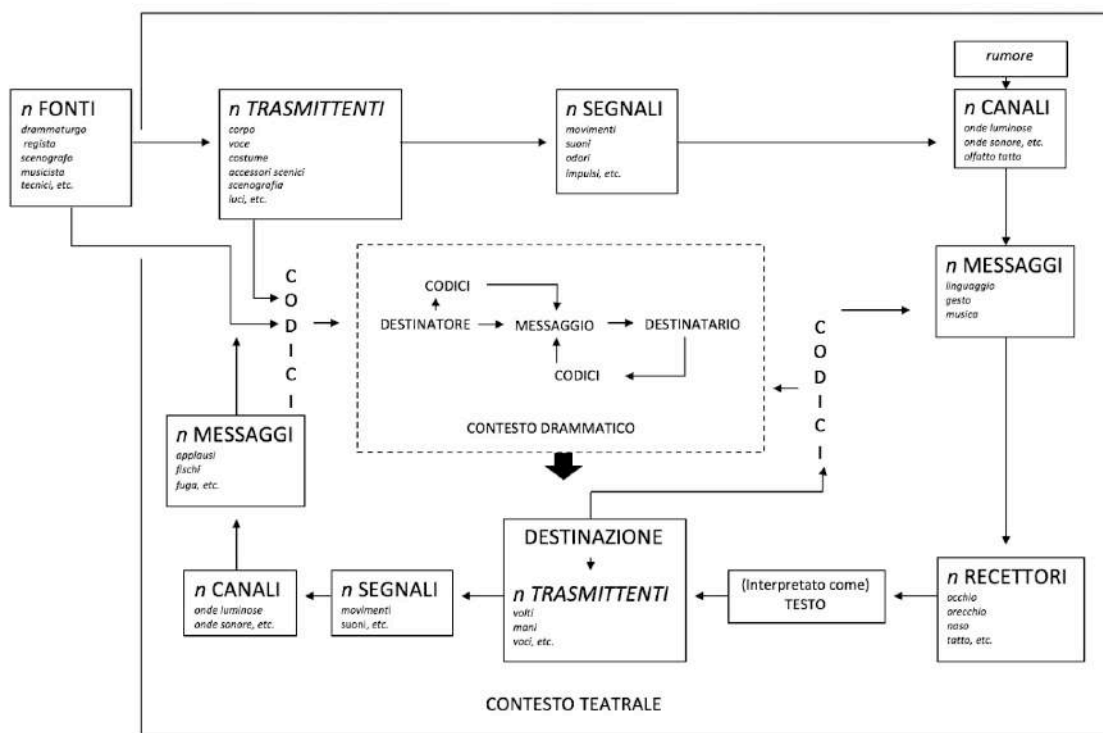 rumore
n FONTI
drammaturgo
regista
scenografo
musicista
tecnici, etc.
n TRASMITTENTI
corpo
voce
costume
accessori scenici
scenografia
luci, etc.
n SEGNALI
movimenti
suoni
odori
impulsi, etc.
n CANALI
onde luminose
onde sonore, etc.
olfatto tatto
n MESSAGGI
linguaggio
gesto
musica
CODICI
CODICI
DESTINATORE
MESSAGGIO
DESTINATARIO
CODICI
CONTESTO DRAMMATICO
CODICI
n MESSAGGI
applausi
fischi
fuga, etc.
n CANALI
onde luminose
onde sonore, etc.
n SEGNALI
movimenti
suoni, etc.
DESTINAZIONE
n TRASMITTENTI
volti
mani
voci, etc.
(Interpretato come)
TESTO
n RECETTORI
occhio
orecchio
naso
tatto, etc.
CONTESTO TEATRALE